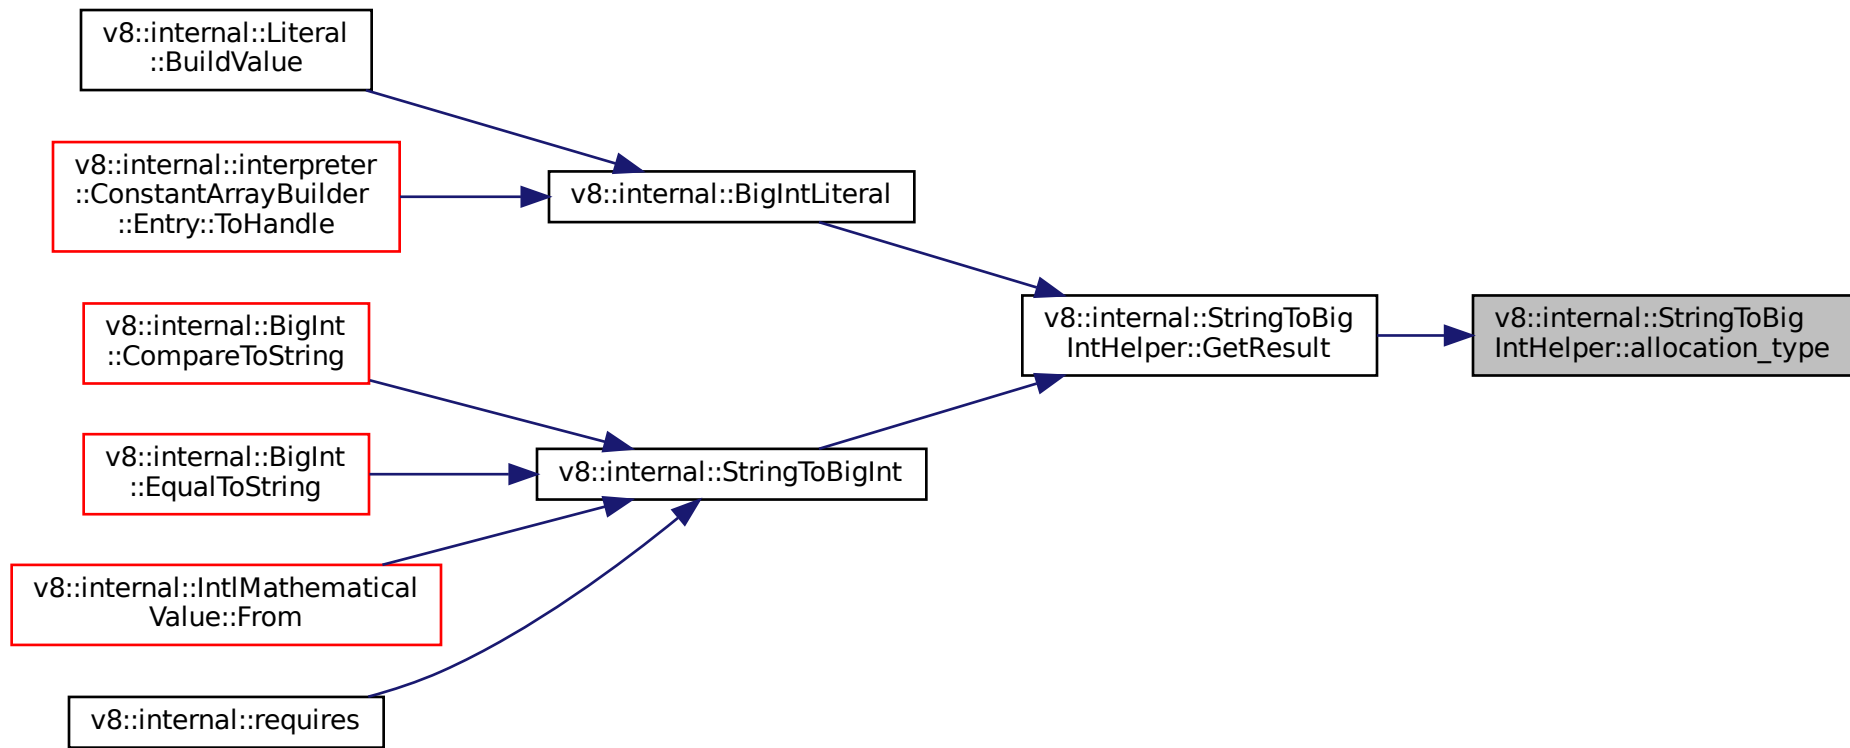 v8::internal::Literal
::BuildValue
v8::internal::interpreter
::ConstantArrayBuilder
::Entry::ToHandle
v8::internal::BigIntLiteral
v8::internal::BigInt
::CompareToString
v8::internal::StringToBig
IntHelper::GetResult
v8::internal::StringToBig
IntHelper::allocation_type
v8::internal::BigInt
::EqualToString
v8::internal::StringToBigInt
v8::internal::IntlMathematical
Value::From
v8::internal::requires